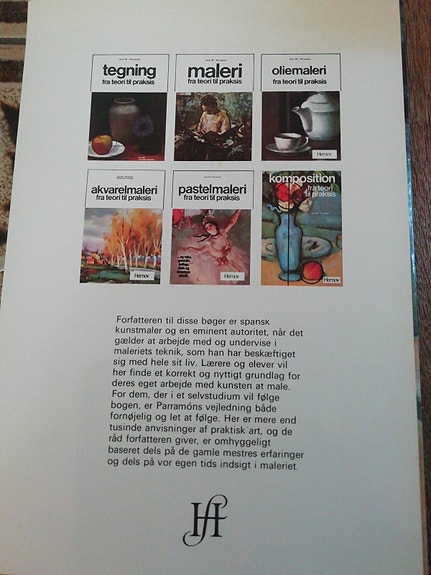 tegning
fra teori til praksis
maleri
fra teori til praksis
oliemaleri
fra teori til praksis
Hernov
akvarelmaleri
fra teori til praksis
Hernov
pastelmaleri
fra teori til praksis
Hernov
komposition
fra teori
til praksis
Hernov
Forfatteren til disse bøger er spansk
kunstmaler og en eminent autoritet, når det
gælder at arbejde med og undervise i
maleriets teknik, som han har beskæftiget
sig med hele sit liv. Lærere og elever vil
her finde et korrekt og nyttigt grundlag for
deres eget arbejde med kunsten at male.
For dem, der i et selvstudium vil følge
bogen, er Parramóns vejledning både
fornøjelig og let at følge. Her er mere end
tusinde anvisninger af praktisk art, og de
råd forfatteren giver, er omhyggeligt
baseret dels på de gamle mestres erfaringer
og dels på vor egen tids indsigt i maleriet.
H